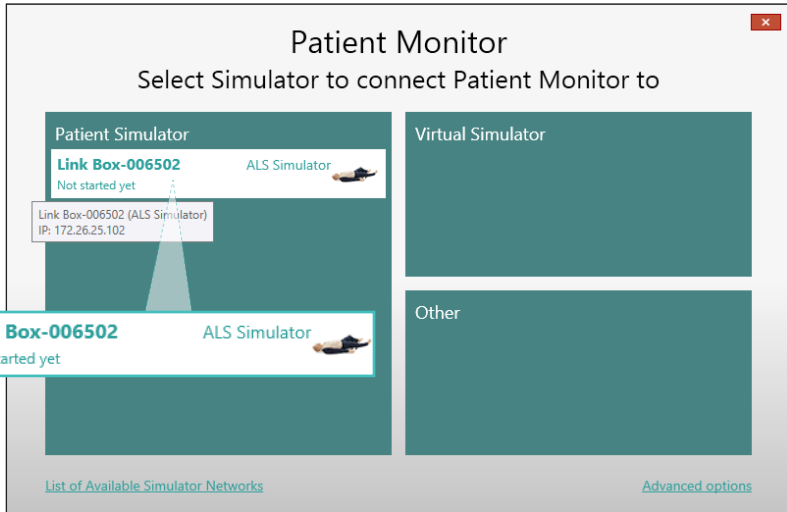 Patient Monitor
Select Simulator to connect Patient Monitor to
Patient Simulator
Link Box-006502 ALS Simulator
Not started yet
Link Box-006502 (ALS Simulator)
IP: 172.26.25.102
Box-006502 ALS Simulator
arted yet
Virtual Simulator
Other
List of Available Simulator Networks
Advanced options